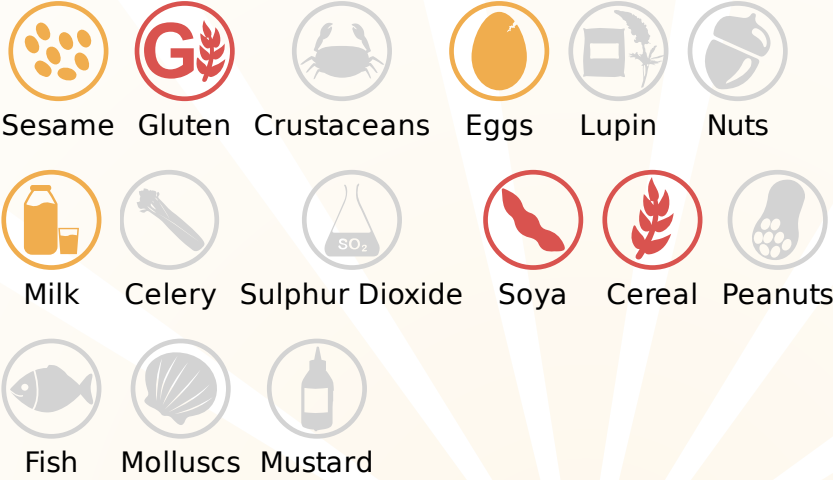 G
Sesame Gluten Crustaceans Eggs Lupin Nuts
SO₂
Milk Celery Sulphur Dioxide Soya Cereal Peanuts
Fish Molluscs Mustard